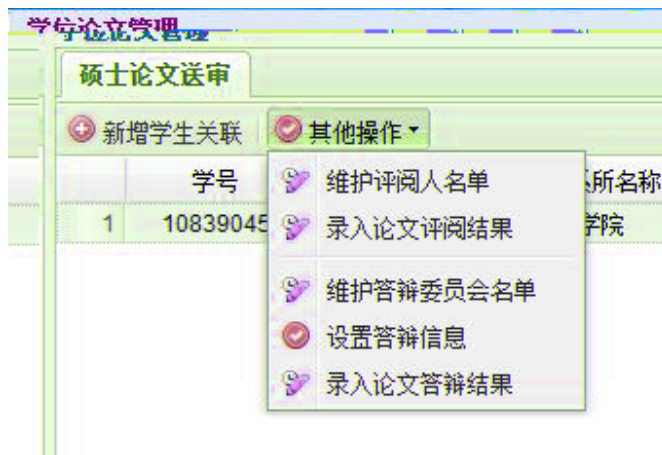 学位论文管理
硕士论文送审
新增学生关联 其他操作
学号 所名称
1 10839045 学院
维护评阅人名单
录入论文评阅结果
维护答辩委员会名单
设置答辩信息
录入论文答辩结果